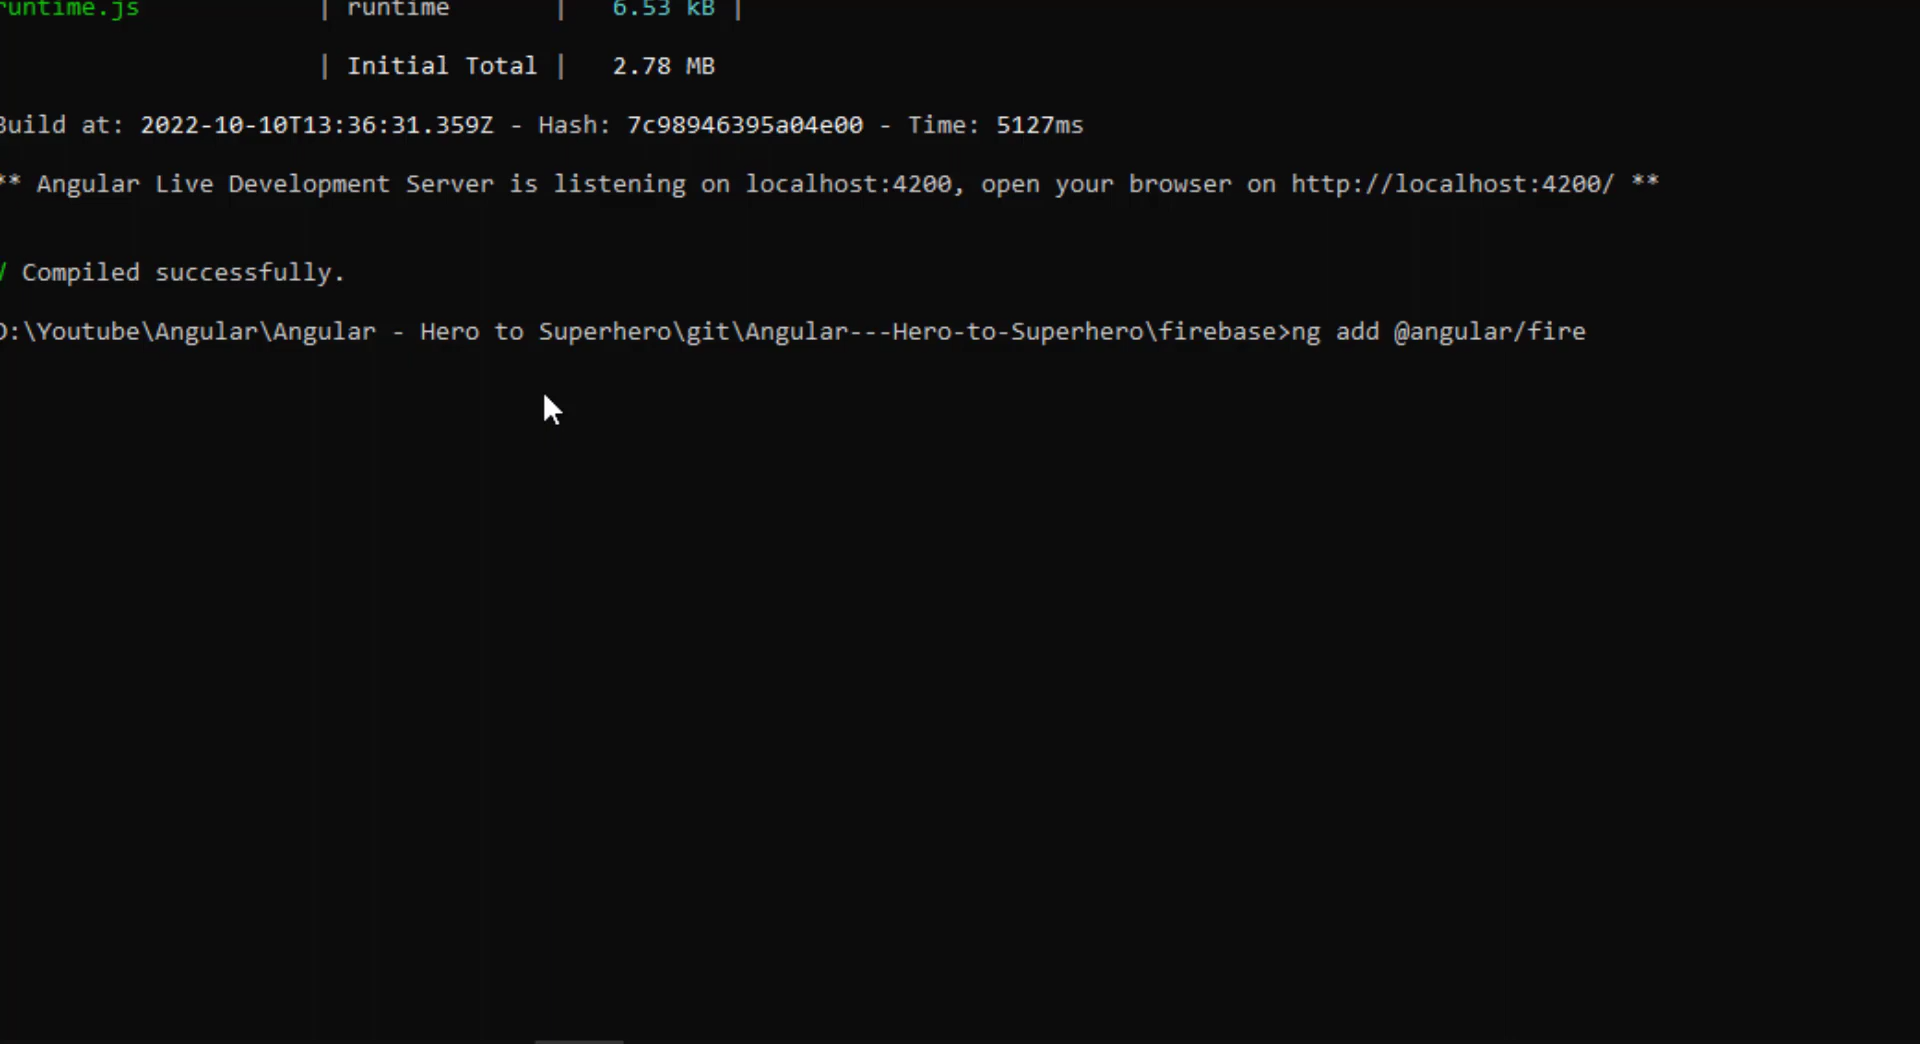 runtime.js | runtime | 6.53 kB |
| Initial Total | 2.78 MB
Build at: 2022-10-10T13:36:31.359Z - Hash: 7c98946395a04e00 - Time: 5127ms
** Angular Live Development Server is listening on localhost:4200, open your browser on http://localhost:4200/ **
√ Compiled successfully.
D:\Youtube\Angular\Angular - Hero to Superhero\git\Angular---Hero-to-Superhero\firebase>ng add @angular/fire